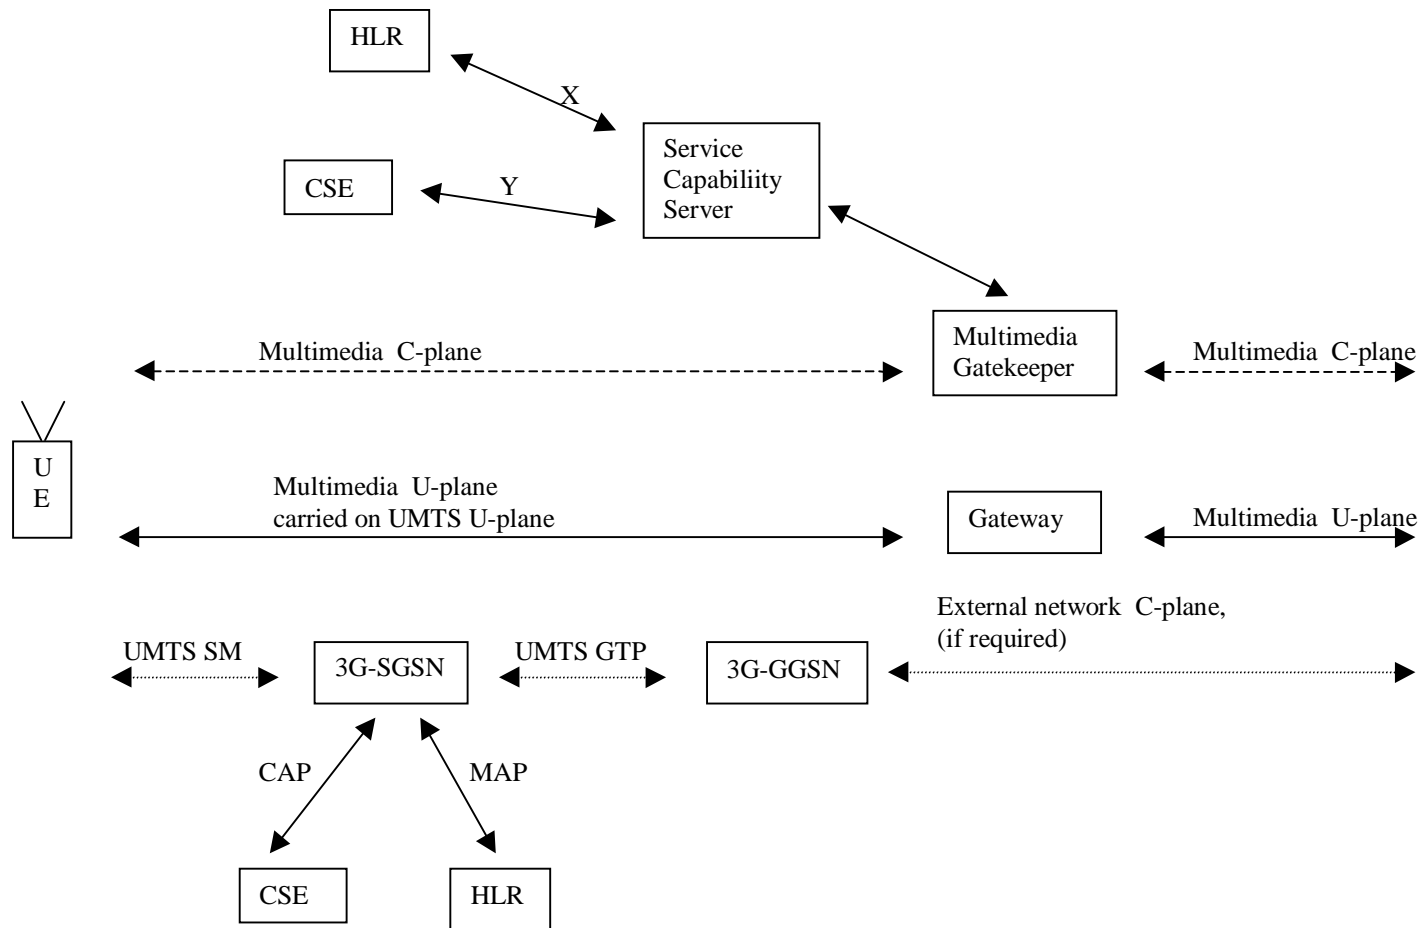 HLR
X
Service
Capabiliity
Server
CSE
Y
Multimedia C-plane
Multimedia
Gatekeeper
Multimedia C-plane
U
E
Multimedia U-plane
carried on UMTS U-plane
Gateway
Multimedia U-plane
External network C-plane,
(if required)
UMTS SM
3G-SGSN
UMTS GTP
3G-GGSN
CAP
MAP
CSE
HLR